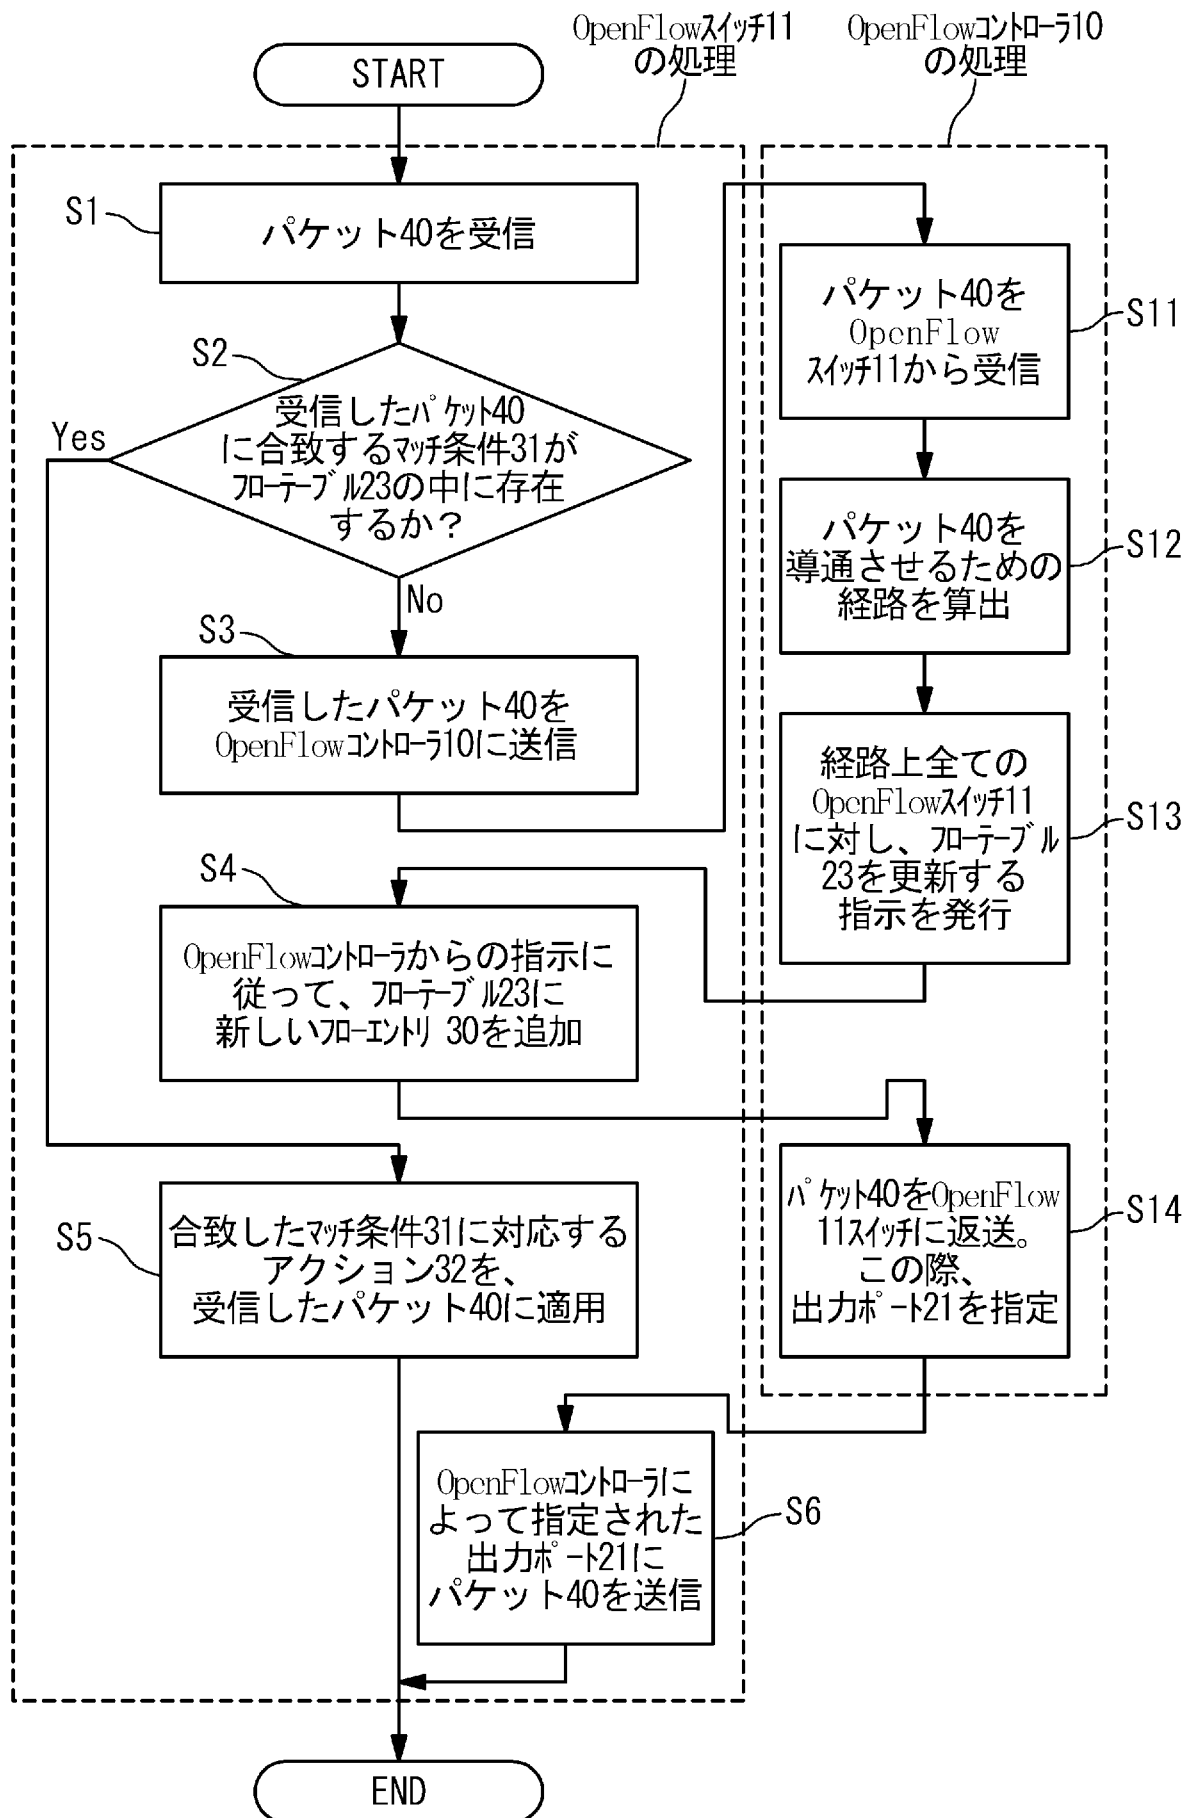 OpenFlowスイッチ11
の処理
OpenFlowコントローラ10
の処理
START
S1
パケット40を受信
S2
受信したパケット40
に合致するマッチ条件31が
フローテーブル23の中に存在
するか？
Yes
No
S3
受信したパケット40を
OpenFlowコントローラ10に送信
S4
OpenFlowコントローラからの指示に
従って、フローテーブル23に
新しいフローエントリ30を追加
S5
合致したマッチ条件31に対応する
アクション32を、
受信したパケット40に適用
OpenFlowコントローラに
よって指定された
出力ポート21に
パケット40を送信
S6
パケット40を
OpenFlow
スイッチ11から受信
S11
パケット40を
導通させるための
経路を算出
S12
経路上全ての
OpenFlowスイッチ11
に対し、フローテーブル
23を更新する
指示を発行
S13
パケット40をOpenFlow
11スイッチに返送。
この際、
出力ポート21を指定
S14
END